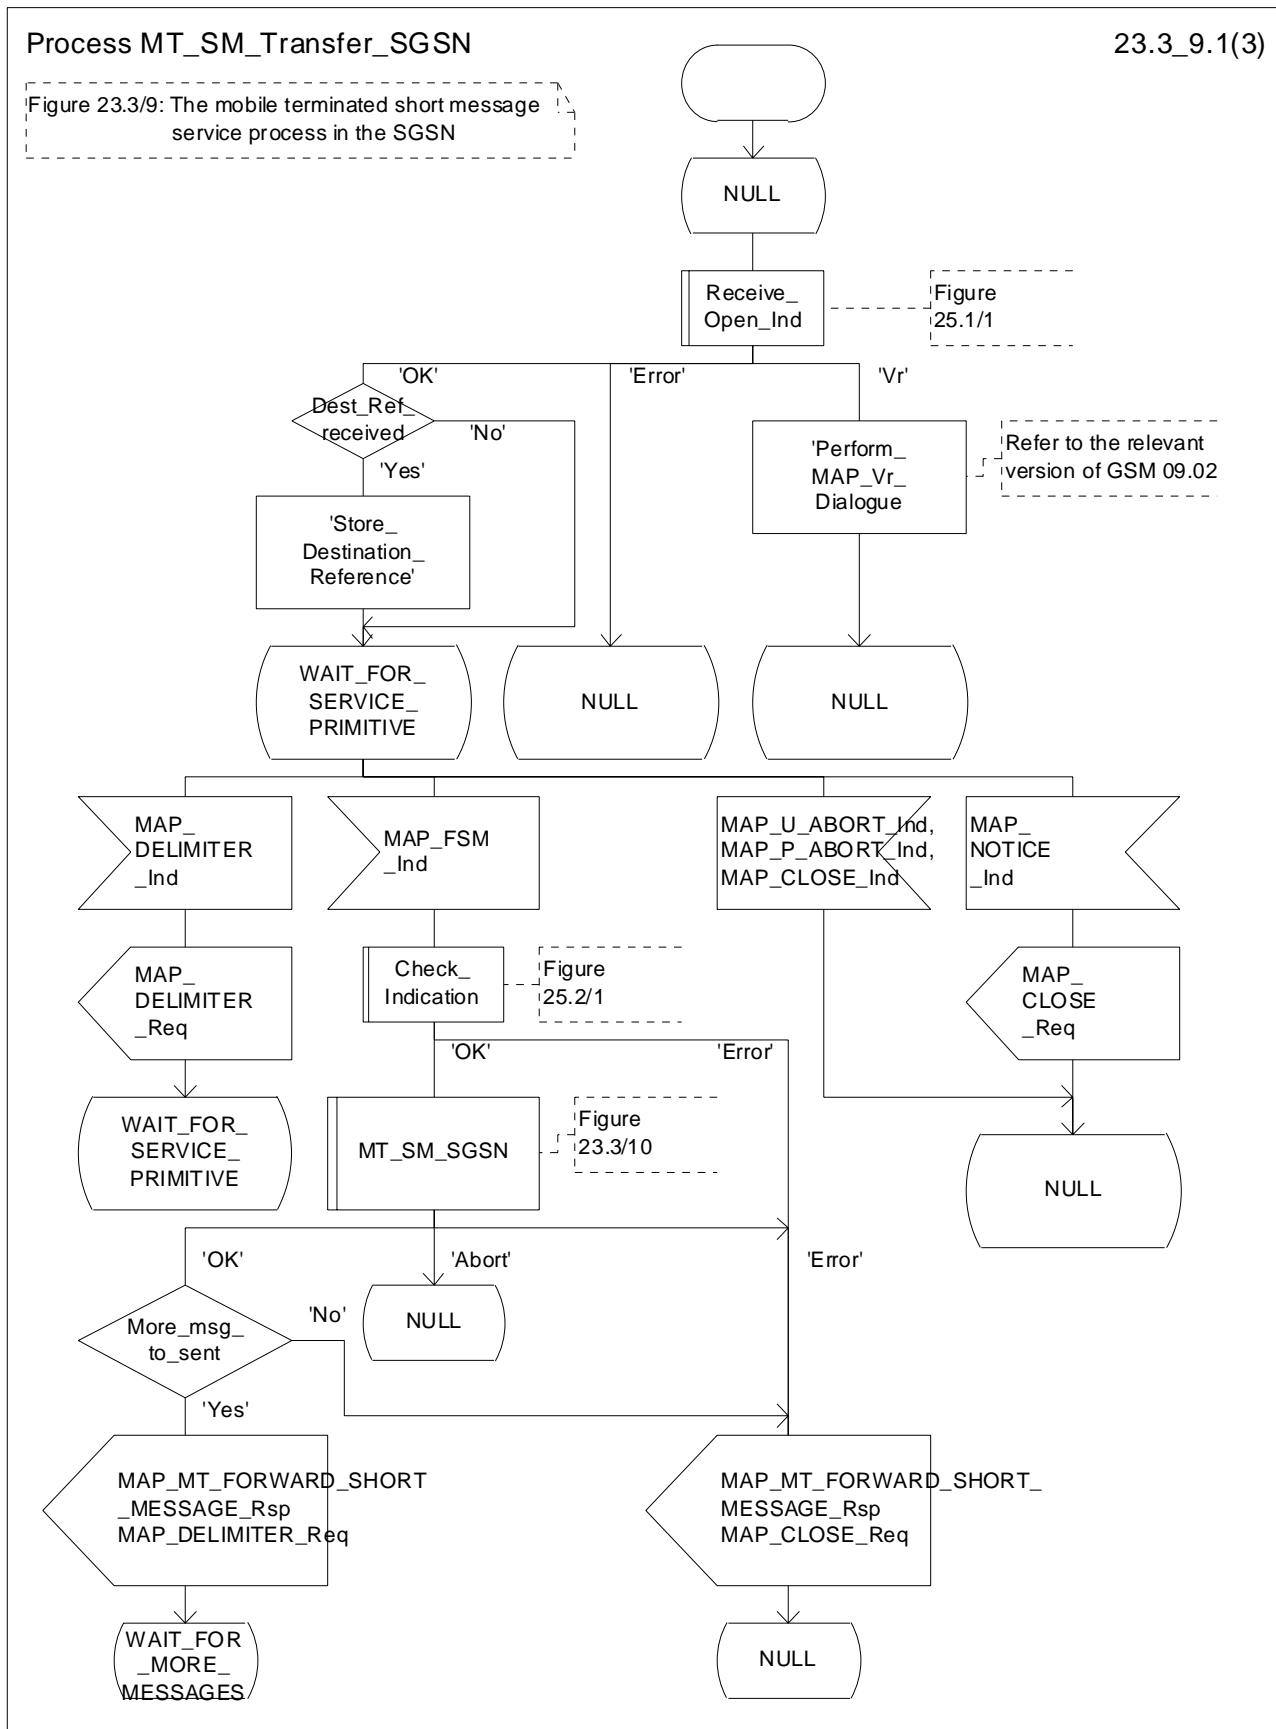 Process MT_SM_Transfer_SGSN
23.3_9.1(3)
Figure 23.3/9: The mobile terminated short message
service process in the SGSN
NULL
Receive_
Open_Ind
Figure
25.1/1
'OK'
'Error'
'Vr'
Dest_Ref_
received
'No'
'Yes'
'Perform_
MAP_Vr_
Dialogue
Refer to the relevant
version of GSM 09.02
'Store_
Destination_
Reference'
WAIT_FOR_
SERVICE_
PRIMITIVE
NULL
NULL
MAP_
DELIMITER
_Ind
MAP_FSM
_Ind
MAP_U_ABORT_Ind,
MAP_P_ABORT_Ind,
MAP_CLOSE_Ind
MAP_
NOTICE
_Ind
MAP_
DELIMITER
_Req
Check_
Indication
Figure
25.2/1
MAP_
CLOSE
_Req
'OK'
'Error'
WAIT_FOR_
SERVICE_
PRIMITIVE
MT_SM_SGSN
Figure
23.3/10
NULL
'OK'
'Abort'
'Error'
More_msg_
to_sent
'No'
NULL
'Yes'
MAP_MT_FORWARD_SHORT
_MESSAGE_Rsp
MAP_DELIMITER_Req
MAP_MT_FORWARD_SHORT_
MESSAGE_Rsp
MAP_CLOSE_Req
WAIT_FOR
_MORE_
MESSAGES
NULL